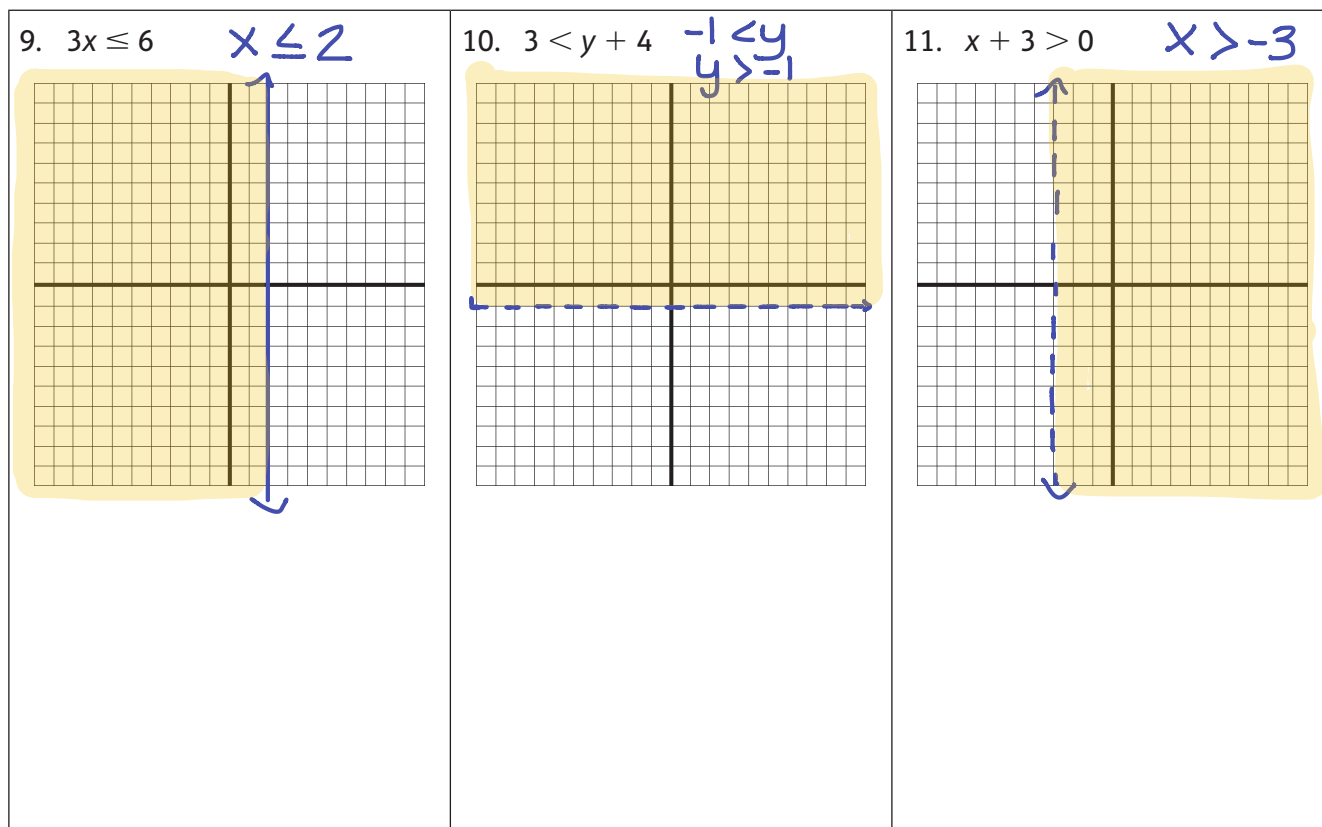 9. 3x ≤ 6 x ≤ 2
10. 3 < y + 4 -1 < y
y > -1
11. x + 3 > 0 x > -3